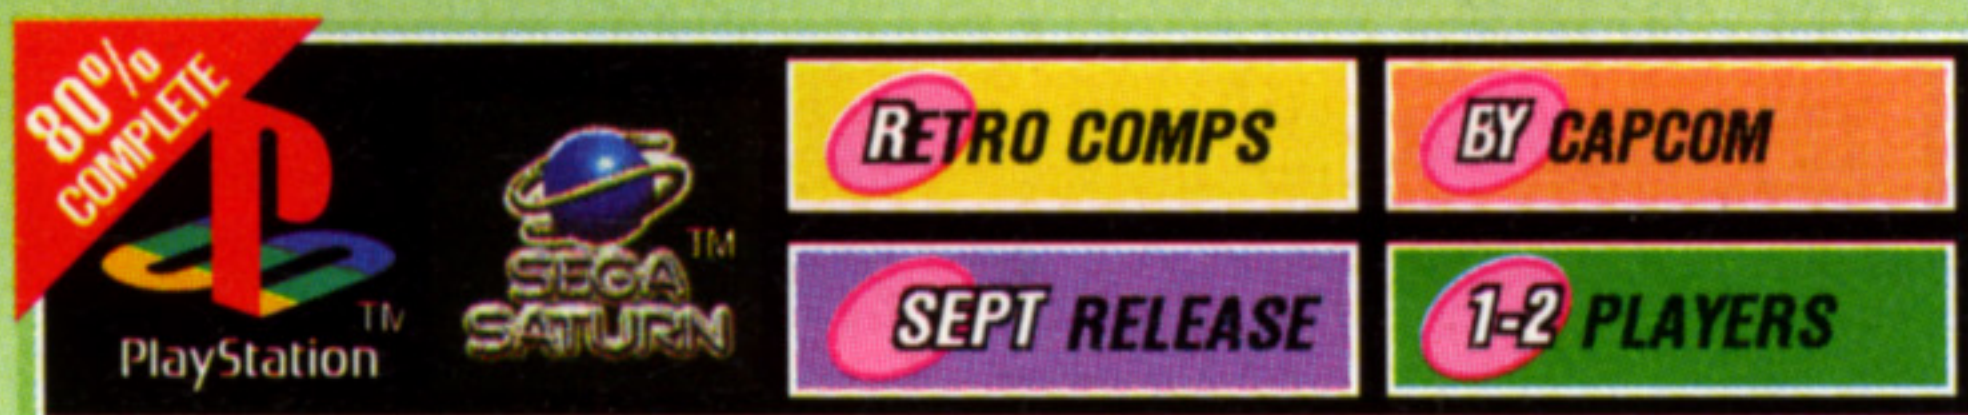 80%
COMPLETE
PlayStation
TM
SEGA
SATURN
TM
RETRO COMPS
BY CAPCOM
SEPT RELEASE
1-2 PLAYERS